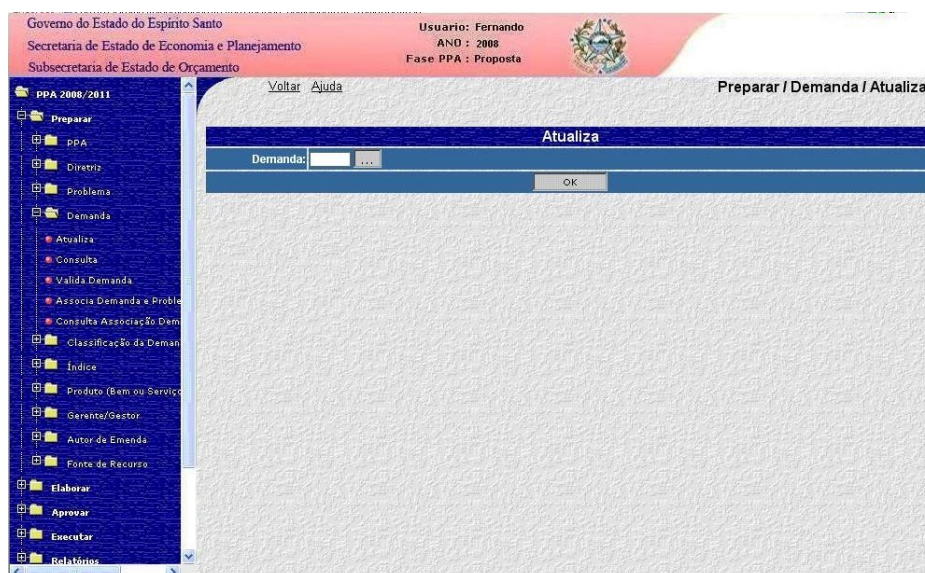 Governo do Estado do Espírito Santo
Secretaria de Estado de Economia e Planejamento
Subsecretaria de Estado de Orçamento
Usuario: Fernando
ANO : 2008
Fase PPA : Proposta
Voltar Ajuda
Preparar / Demanda / Atualiza
PPA 2008/2011
Preparar
PPA
Diretriz
Problema
Demanda
Atualiza
Consulta
Valida Demanda
Associa Demanda e Proble
Consulta Associação Dem
Classificação da Deman
Índice
Produto (Bem ou Serviço
Gerente/Gestor
Autor de Emenda
Fonte de Recurso
Elaborar
Aprovar
Executar
Relatórios
Atualiza
Demanda: ...
OK